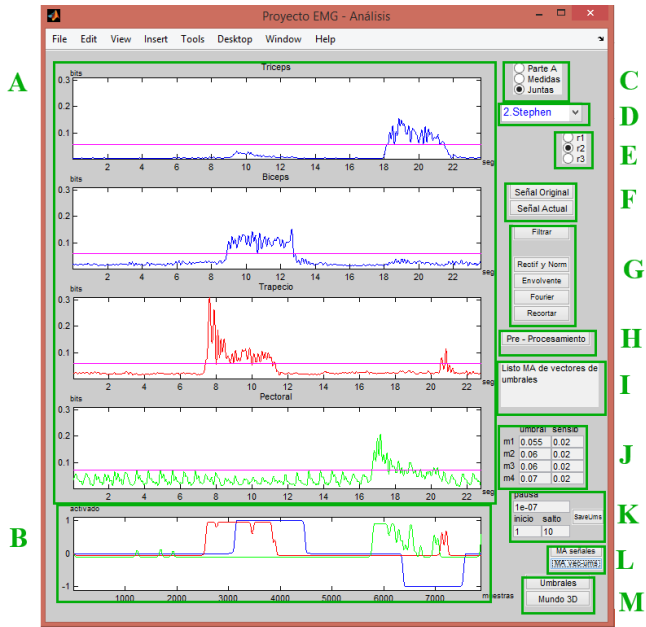 Proyecto EMG - Análisis
File Edit View Insert Tools Desktop Window Help
A
bits
Triceps
0.3
0.2
0.1
2 4 6 8 10 12 14 16 18 20 22
seg
bits
Biceps
0.3
0.2
0.1
2 4 6 8 10 12 14 16 18 20 22
seg
bits
Trapecio
0.3
0.2
0.1
2 4 6 8 10 12 14 16 18 20 22
seg
bits
Pectoral
0.3
0.2
0.1
2 4 6 8 10 12 14 16 18 20 22
seg
B
activado
1
0
-1
1000 2000 3000 4000 5000 6000 7000
muestras
Parte A
Medidas
Juntas
C
2.Stephen
D
r1
r2
r3
E
Señal Original
Señal Actual
F
Filtrar
Rectif y Norm
Envolvente
Fourier
Recortar
G
Pre - Procesamiento
H
Listo MA de vectores de
umbrales
I
umbral sensib
m1 0.055 0.02
m2 0.06 0.02
m3 0.06 0.02
m4 0.07 0.02
J
pausa
1e-07
inicio salto
SaveUms
1 10
K
MA señales
MA vec-ums
L
Umbrales
Mundo 3D
M